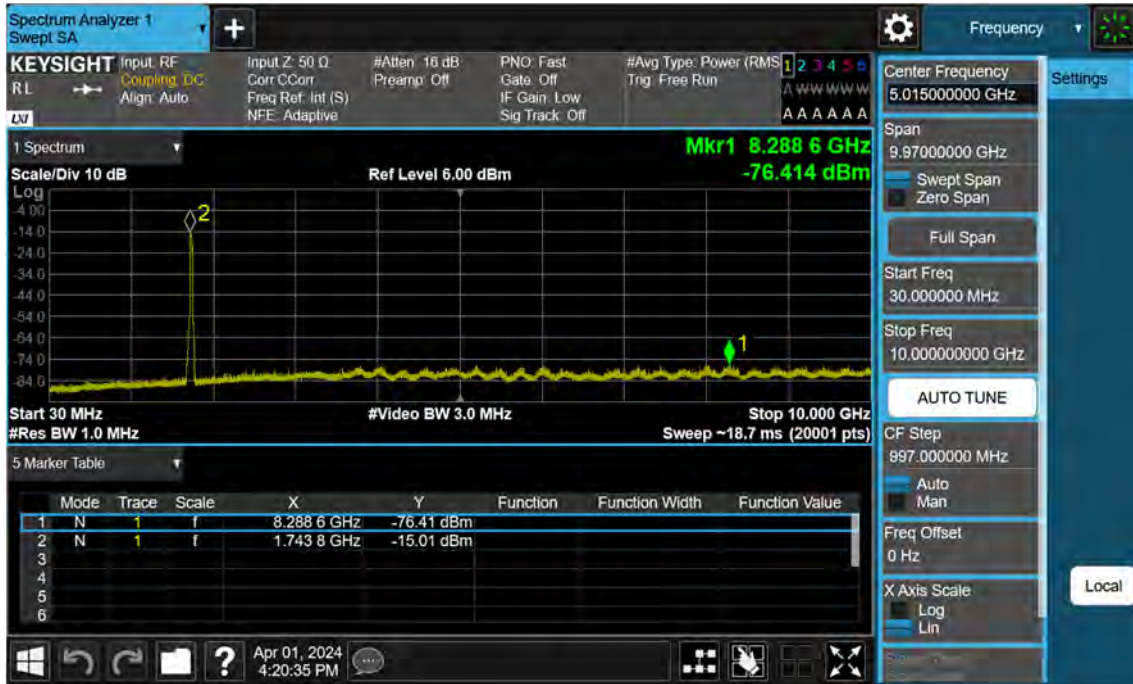 Spectrum Analyzer 1
Swept SA
+
Frequency
KEYSIGHT
RL
LXI
Input: RF
Coupling: DC
Align: Auto
Input Z: 50 Ω
Corr CCorr
Freq Ref: Int (S)
NFE: Adaptive
#Atten: 16 dB
Preamp: Off
PNO: Fast
Gate: Off
IF Gain: Low
Sig Track: Off
#Avg Type: Power (RMS
Trig: Free Run
1 2 3 4 5 6
A W W W W W
A A A A A A
1 Spectrum
Scale/Div 10 dB
Ref Level 6.00 dBm
Mkr1 8.288 6 GHz
-76.414 dBm
Log
-4.00
-14.0
-24.0
-34.0
-44.0
-54.0
-64.0
-74.0
-84.0
2
1
Start 30 MHz
#Video BW 3.0 MHz
Stop 10.000 GHz
#Res BW 1.0 MHz
Sweep ~18.7 ms (20001 pts)
5 Marker Table
Mode Trace Scale X Y Function Function Width Function Value
1 N 1 f 8.288 6 GHz -76.41 dBm
2 N 1 f 1.743 8 GHz -15.01 dBm
3
4
5
6
?
Apr 01, 2024
4:20:35 PM
Center Frequency
5.015000000 GHz
Span
9.97000000 GHz
Swept Span
Zero Span
Full Span
Start Freq
30.000000 MHz
Stop Freq
10.000000000 GHz
AUTO TUNE
CF Step
997.000000 MHz
Auto
Man
Freq Offset
0 Hz
X Axis Scale
Log
Lin
Settings
Local